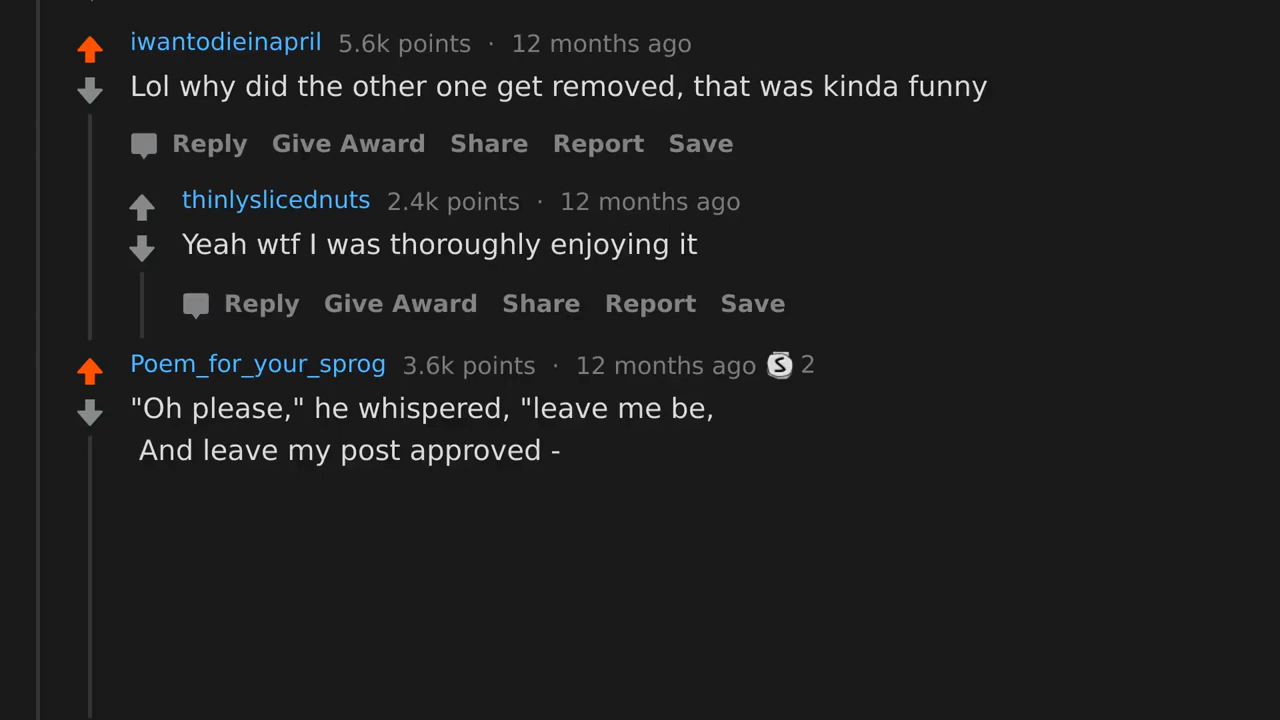 iwantodieinapril 5.6k points · 12 months ago
Lol why did the other one get removed, that was kinda funny
Reply Give Award Share Report Save
thinlyslicednuts 2.4k points · 12 months ago
Yeah wtf I was thoroughly enjoying it
Reply Give Award Share Report Save
Poem_for_your_sprog 3.6k points · 12 months ago S 2
"Oh please," he whispered, "leave me be,
And leave my post approved -